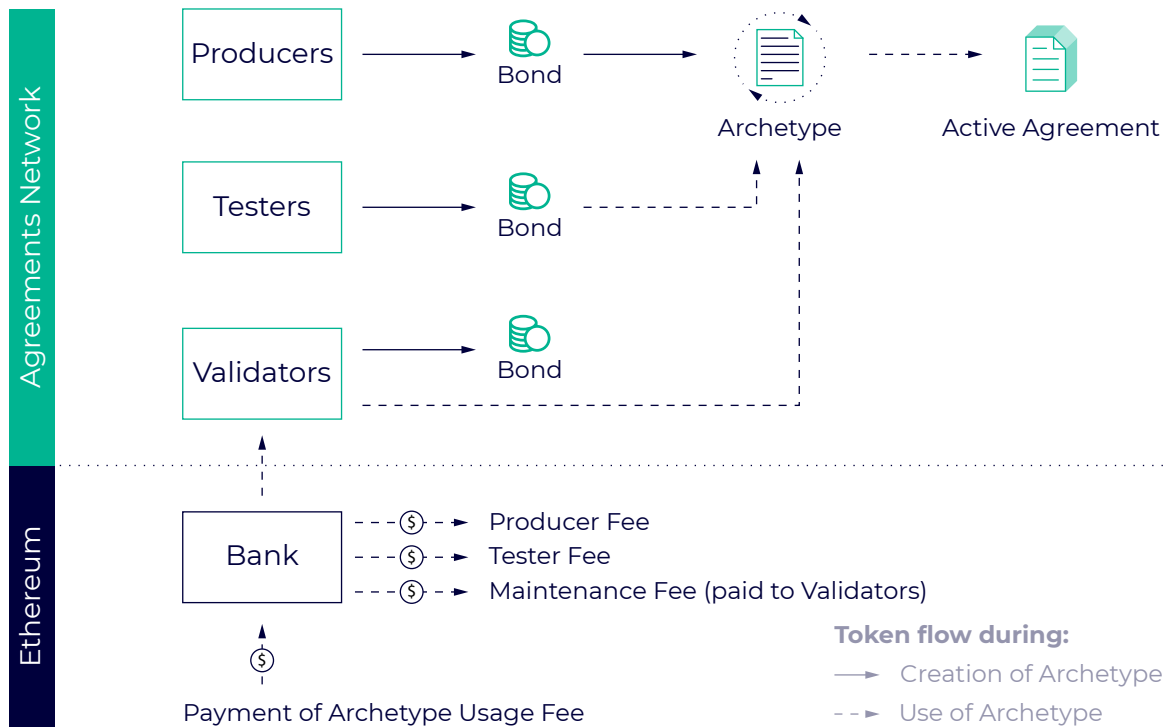 Agreements Network
Producers
Bond
Archetype
Active Agreement
Testers
Bond
Validators
Bond
Ethereum
Bank
$ Producer Fee
$ Tester Fee
$ Maintenance Fee (paid to Validators)
$
Payment of Archetype Usage Fee
Token flow during:
Creation of Archetype
Use of Archetype